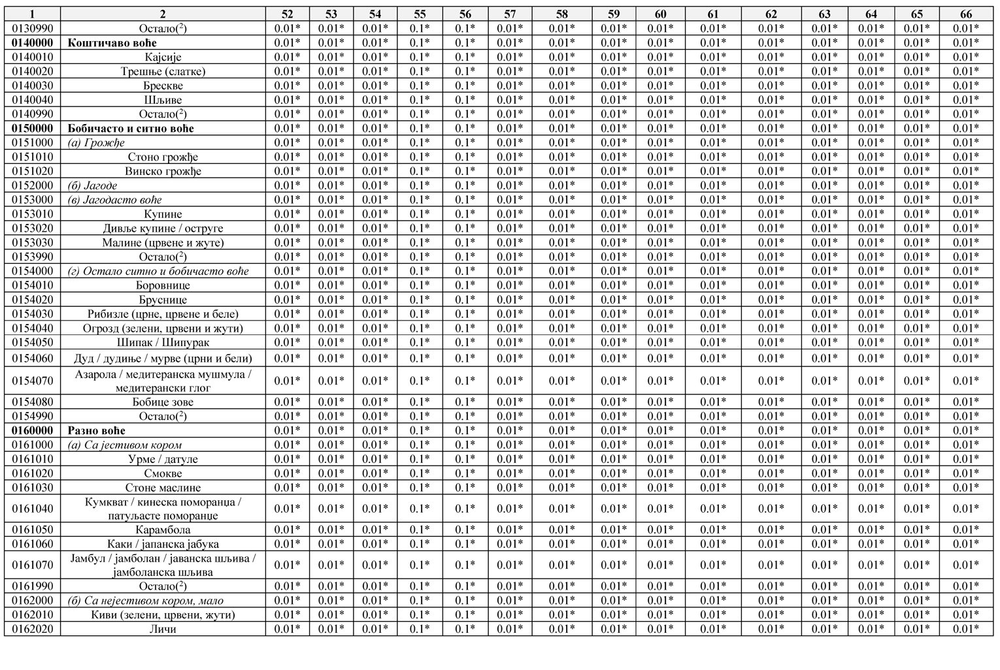 1 2 52 53 54 55 56 57 58 59 60 61 62 63 64 65 66
0130990 Остало(²) 0.01* 0.01* 0.01* 0.1* 0.1* 0.01* 0.01* 0.01* 0.01* 0.01* 0.01* 0.01* 0.01* 0.01* 0.01*
0140000 Коштичаво воће 0.01* 0.01* 0.01* 0.1* 0.1* 0.01* 0.01* 0.01* 0.01* 0.01* 0.01* 0.01* 0.01* 0.01* 0.01*
0140010 Кајсије 0.01* 0.01* 0.01* 0.1* 0.1* 0.01* 0.01* 0.01* 0.01* 0.01* 0.01* 0.01* 0.01* 0.01* 0.01*
0140020 Трешње (слатке) 0.01* 0.01* 0.01* 0.1* 0.1* 0.01* 0.01* 0.01* 0.01* 0.01* 0.01* 0.01* 0.01* 0.01* 0.01*
0140030 Брескве 0.01* 0.01* 0.01* 0.1* 0.1* 0.01* 0.01* 0.01* 0.01* 0.01* 0.01* 0.01* 0.01* 0.01* 0.01*
0140040 Шљиве 0.01* 0.01* 0.01* 0.1* 0.1* 0.01* 0.01* 0.01* 0.01* 0.01* 0.01* 0.01* 0.01* 0.01* 0.01*
0140990 Остало(²) 0.01* 0.01* 0.01* 0.1* 0.1* 0.01* 0.01* 0.01* 0.01* 0.01* 0.01* 0.01* 0.01* 0.01* 0.01*
0150000 Бобичасто и ситно воће 0.01* 0.01* 0.01* 0.1* 0.1* 0.01* 0.01* 0.01* 0.01* 0.01* 0.01* 0.01* 0.01* 0.01* 0.01*
0151000 (а) Грожђе 0.01* 0.01* 0.01* 0.1* 0.1* 0.01* 0.01* 0.01* 0.01* 0.01* 0.01* 0.01* 0.01* 0.01* 0.01*
0151010 Стоно грожђе 0.01* 0.01* 0.01* 0.1* 0.1* 0.01* 0.01* 0.01* 0.01* 0.01* 0.01* 0.01* 0.01* 0.01* 0.01*
0151020 Винско грожђе 0.01* 0.01* 0.01* 0.1* 0.1* 0.01* 0.01* 0.01* 0.01* 0.01* 0.01* 0.01* 0.01* 0.01* 0.01*
0152000 (б) Јагоде 0.01* 0.01* 0.01* 0.1* 0.1* 0.01* 0.01* 0.01* 0.01* 0.01* 0.01* 0.01* 0.01* 0.01* 0.01*
0153000 (в) Јагодасто воће 0.01* 0.01* 0.01* 0.1* 0.1* 0.01* 0.01* 0.01* 0.01* 0.01* 0.01* 0.01* 0.01* 0.01* 0.01*
0153010 Купине 0.01* 0.01* 0.01* 0.1* 0.1* 0.01* 0.01* 0.01* 0.01* 0.01* 0.01* 0.01* 0.01* 0.01* 0.01*
0153020 Дивље купине / оструге 0.01* 0.01* 0.01* 0.1* 0.1* 0.01* 0.01* 0.01* 0.01* 0.01* 0.01* 0.01* 0.01* 0.01* 0.01*
0153030 Малине (црвене и жуте) 0.01* 0.01* 0.01* 0.1* 0.1* 0.01* 0.01* 0.01* 0.01* 0.01* 0.01* 0.01* 0.01* 0.01* 0.01*
0153990 Остало(²) 0.01* 0.01* 0.01* 0.1* 0.1* 0.01* 0.01* 0.01* 0.01* 0.01* 0.01* 0.01* 0.01* 0.01* 0.01*
0154000 (г) Остало ситно и бобичасто воће 0.01* 0.01* 0.01* 0.1* 0.1* 0.01* 0.01* 0.01* 0.01* 0.01* 0.01* 0.01* 0.01* 0.01* 0.01*
0154010 Боровнице 0.01* 0.01* 0.01* 0.1* 0.1* 0.01* 0.01* 0.01* 0.01* 0.01* 0.01* 0.01* 0.01* 0.01* 0.01*
0154020 Бруснице 0.01* 0.01* 0.01* 0.1* 0.1* 0.01* 0.01* 0.01* 0.01* 0.01* 0.01* 0.01* 0.01* 0.01* 0.01*
0154030 Рибизле (црне, црвене и беле) 0.01* 0.01* 0.01* 0.1* 0.1* 0.01* 0.01* 0.01* 0.01* 0.01* 0.01* 0.01* 0.01* 0.01* 0.01*
0154040 Огрозд (зелени, црвени и жути) 0.01* 0.01* 0.01* 0.1* 0.1* 0.01* 0.01* 0.01* 0.01* 0.01* 0.01* 0.01* 0.01* 0.01* 0.01*
0154050 Шипак / Шипурак 0.01* 0.01* 0.01* 0.1* 0.1* 0.01* 0.01* 0.01* 0.01* 0.01* 0.01* 0.01* 0.01* 0.01* 0.01*
0154060 Дуд / дудиње / мурве (црни и бели) 0.01* 0.01* 0.01* 0.1* 0.1* 0.01* 0.01* 0.01* 0.01* 0.01* 0.01* 0.01* 0.01* 0.01* 0.01*
0154070 Азарола / медитеранска мушмула /
медитерански глог 0.01* 0.01* 0.01* 0.1* 0.1* 0.01* 0.01* 0.01* 0.01* 0.01* 0.01* 0.01* 0.01* 0.01* 0.01*
0154080 Бобице зове 0.01* 0.01* 0.01* 0.1* 0.1* 0.01* 0.01* 0.01* 0.01* 0.01* 0.01* 0.01* 0.01* 0.01* 0.01*
0154990 Остало(²) 0.01* 0.01* 0.01* 0.1* 0.1* 0.01* 0.01* 0.01* 0.01* 0.01* 0.01* 0.01* 0.01* 0.01* 0.01*
0160000 Разно воће 0.01* 0.01* 0.01* 0.1* 0.1* 0.01* 0.01* 0.01* 0.01* 0.01* 0.01* 0.01* 0.01* 0.01* 0.01*
0161000 (а) Са јестивом кором 0.01* 0.01* 0.01* 0.1* 0.1* 0.01* 0.01* 0.01* 0.01* 0.01* 0.01* 0.01* 0.01* 0.01* 0.01*
0161010 Урме / датуле 0.01* 0.01* 0.01* 0.1* 0.1* 0.01* 0.01* 0.01* 0.01* 0.01* 0.01* 0.01* 0.01* 0.01* 0.01*
0161020 Смокве 0.01* 0.01* 0.01* 0.1* 0.1* 0.01* 0.01* 0.01* 0.01* 0.01* 0.01* 0.01* 0.01* 0.01* 0.01*
0161030 Стоне маслине 0.01* 0.01* 0.01* 0.1* 0.1* 0.01* 0.01* 0.01* 0.01* 0.01* 0.01* 0.01* 0.01* 0.01* 0.01*
0161040 Кумкват / кинеска поморанџа /
патуљасте поморанџе 0.01* 0.01* 0.01* 0.1* 0.1* 0.01* 0.01* 0.01* 0.01* 0.01* 0.01* 0.01* 0.01* 0.01* 0.01*
0161050 Карамбола 0.01* 0.01* 0.01* 0.1* 0.1* 0.01* 0.01* 0.01* 0.01* 0.01* 0.01* 0.01* 0.01* 0.01* 0.01*
0161060 Каки / јапанска јабука 0.01* 0.01* 0.01* 0.1* 0.1* 0.01* 0.01* 0.01* 0.01* 0.01* 0.01* 0.01* 0.01* 0.01* 0.01*
0161070 Јамбул / јамболан / јаванска шљива /
јамболанска шљива 0.01* 0.01* 0.01* 0.1* 0.1* 0.01* 0.01* 0.01* 0.01* 0.01* 0.01* 0.01* 0.01* 0.01* 0.01*
0161990 Остало(²) 0.01* 0.01* 0.01* 0.1* 0.1* 0.01* 0.01* 0.01* 0.01* 0.01* 0.01* 0.01* 0.01* 0.01* 0.01*
0162000 (б) Са нејестивом кором, мало 0.01* 0.01* 0.01* 0.1* 0.1* 0.01* 0.01* 0.01* 0.01* 0.01* 0.01* 0.01* 0.01* 0.01* 0.01*
0162010 Киви (зелени, црвени, жути) 0.01* 0.01* 0.01* 0.1* 0.1* 0.01* 0.01* 0.01* 0.01* 0.01* 0.01* 0.01* 0.01* 0.01* 0.01*
0162020 Личи 0.01* 0.01* 0.01* 0.1* 0.1* 0.01* 0.01* 0.01* 0.01* 0.01* 0.01* 0.01* 0.01* 0.01* 0.01*